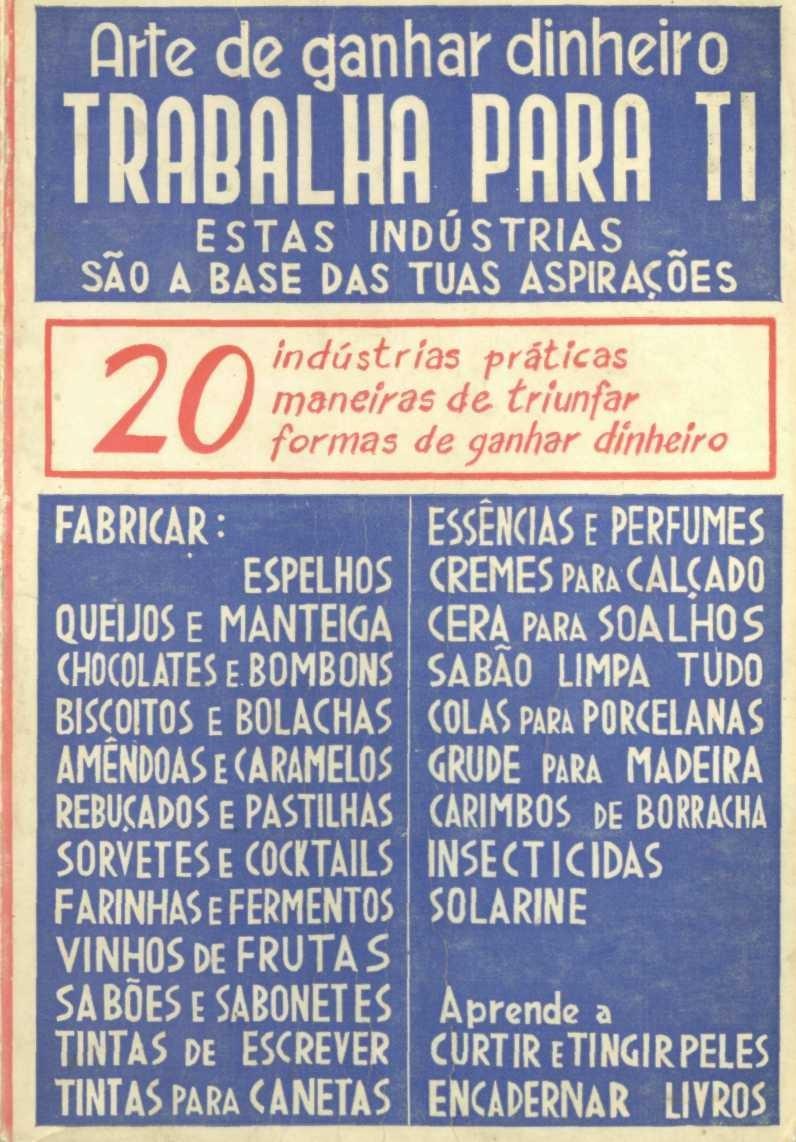 Arte de ganhar dinheiro
TRABALHA PARA TI
ESTAS INDÚSTRIAS
SÃO A BASE DAS TUAS ASPIRAÇÕES
20
indústrias práticas
maneiras de triunfar
formas de ganhar dinheiro
FABRICAR:
ESPELHOS
QUEIJOS E MANTEIGA
CHOCOLATES E BOMBONS
BISCOITOS E BOLACHAS
AMÊNDOAS E CARAMELOS
REBUÇADOS E PASTILHAS
SORVETES E COCKTAILS
FARINHAS E FERMENTOS
VINHOS DE FRUTAS
SABÕES E SABONETES
TINTAS DE ESCREVER
TINTAS PARA CANETAS
ESSÊNCIAS E PERFUMES
CREMES PARA CALÇADO
CERA PARA SOALHOS
SABÃO LIMPA TUDO
COLAS PARA PORCELANAS
GRUDE PARA MADEIRA
CARIMBOS DE BORRACHA
INSECTICIDAS
SOLARINE
Aprende a
CURTIR E TINGIR PELES
ENCADERNAR LIVROS